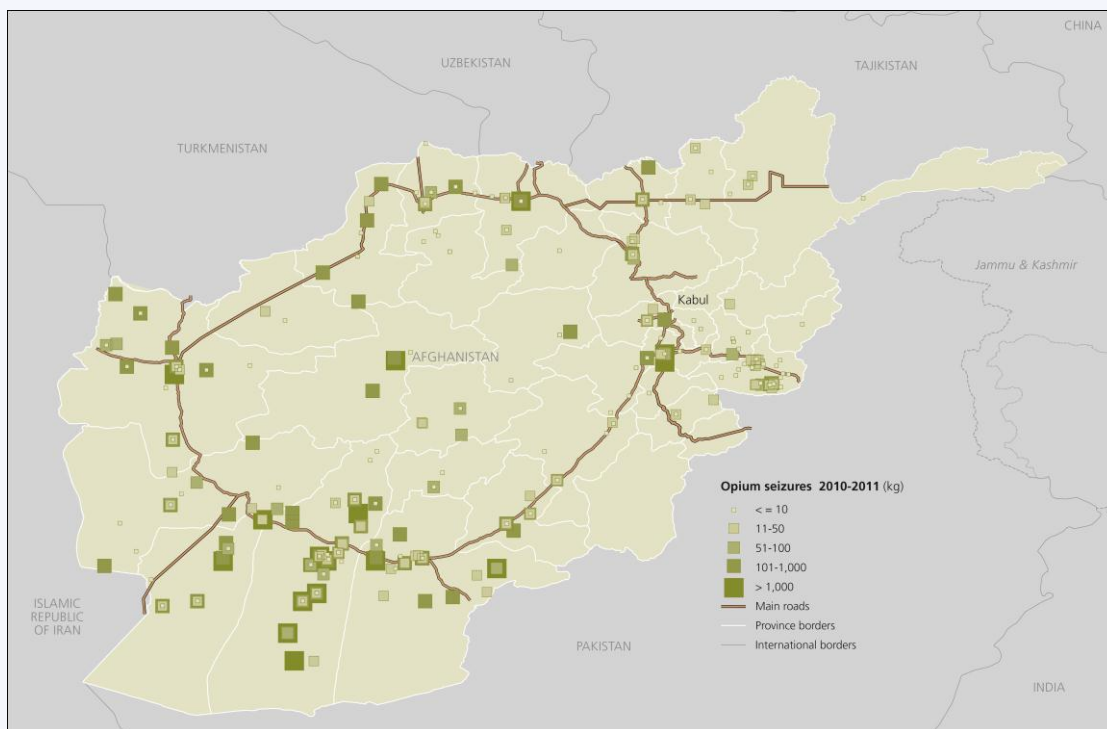 CHINA
UZBEKISTAN
TAJIKISTAN
TURKMENISTAN
Jammu & Kashmir
Kabul
AFGHANISTAN
Opium seizures 2010-2011 (kg)
< = 10
11-50
51-100
101-1,000
> 1,000
Main roads
Province borders
International borders
ISLAMIC
REPUBLIC
OF IRAN
PAKISTAN
INDIA